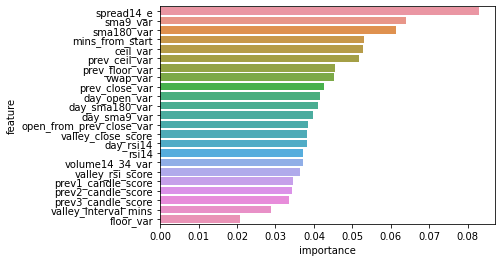 spread14_e
sma9_var
sma180_var
mins_from_start
ceil_var
prev_ceil_var
prev_floor_var
vwap_var
prev_close_var
day_open_var
day_sma180_var
day_sma9_var
open_from_prev_close_var
valley_close_score
day_rsi14
rsi14
volume14_34_var
valley_rsi_score
prev1_candle_score
prev2_candle_score
prev3_candle_score
valley_interval_mins
floor_var
feature
0.00 0.01 0.02 0.03 0.04 0.05 0.06 0.07 0.08
importance